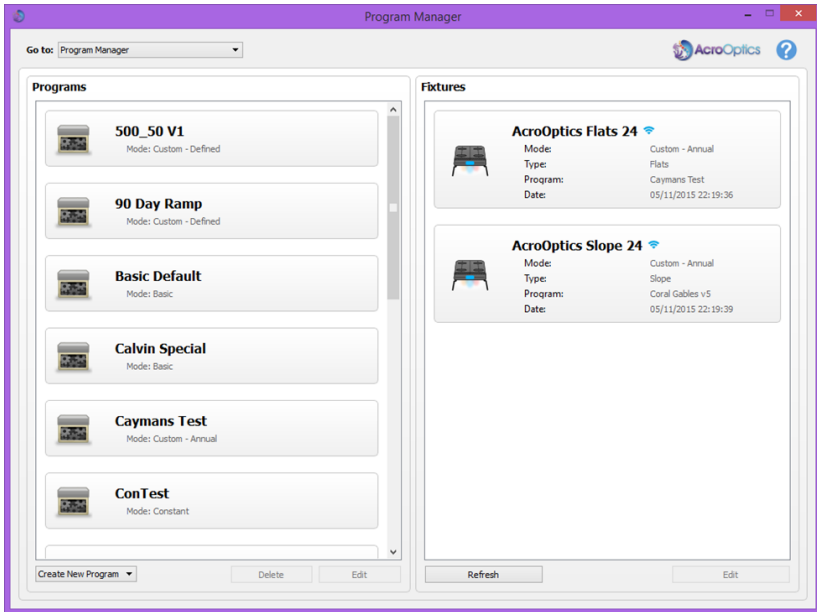 Program Manager
Go to: Program Manager
AcroOptics
?
Programs
500_50 V1
Mode: Custom - Defined
90 Day Ramp
Mode: Custom - Defined
Basic Default
Mode: Basic
Calvin Special
Mode: Basic
Caymans Test
Mode: Custom - Annual
ConTest
Mode: Constant
Create New Program
Delete
Edit
Fixtures
AcroOptics Flats 24
Mode: Custom - Annual
Type: Flats
Program: Caymans Test
Date: 05/11/2015 22:19:36
AcroOptics Slope 24
Mode: Custom - Annual
Type: Slope
Program: Coral Gables v5
Date: 05/11/2015 22:19:39
Refresh
Edit